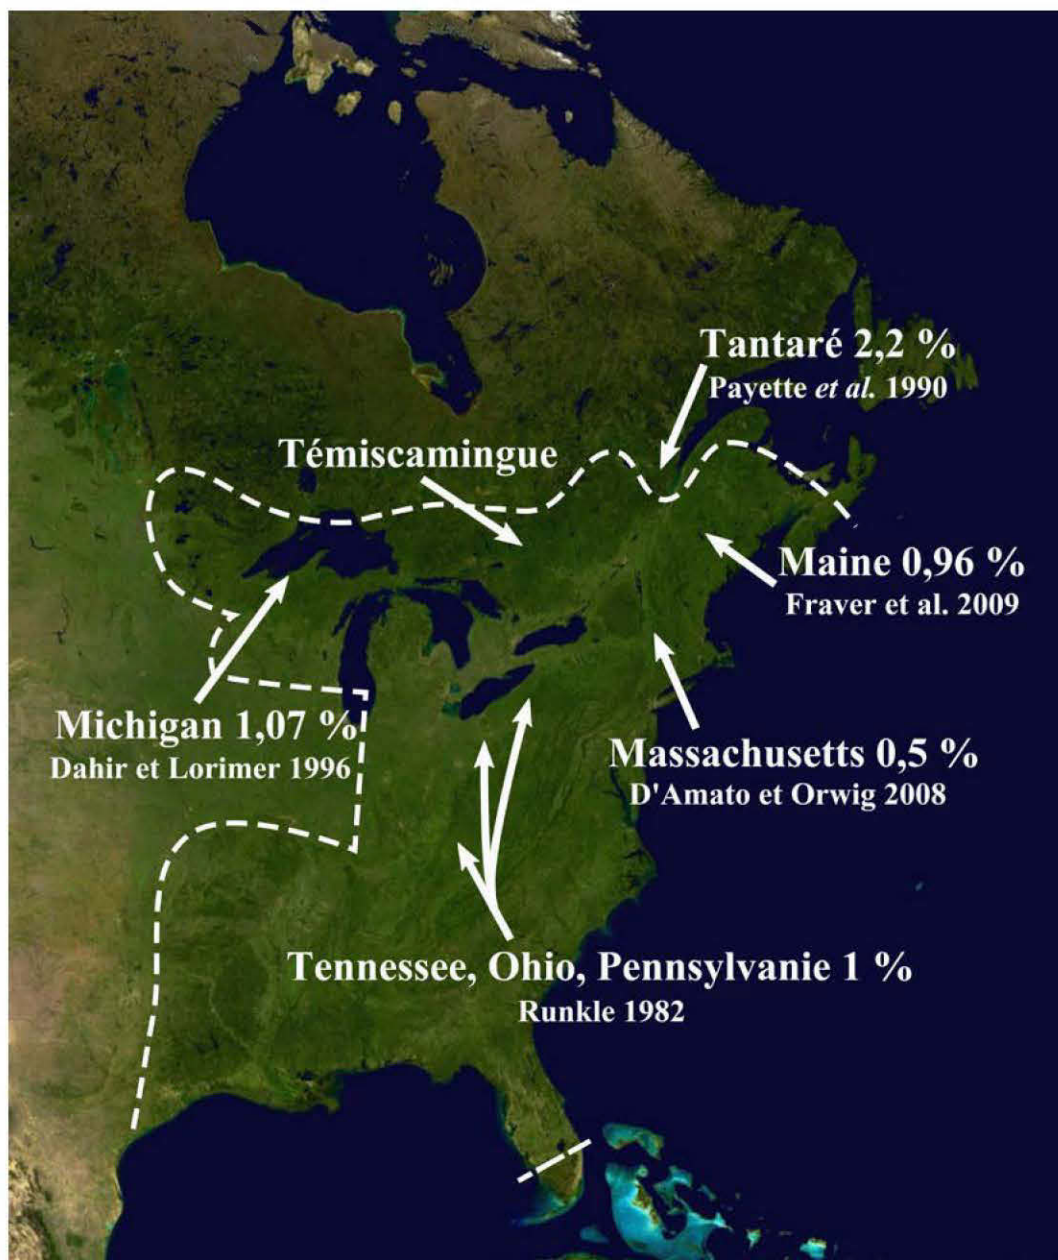 Tantaré 2,2 %
Payette et al. 1990
Témiscamingue
Maine 0,96 %
Fraver et al. 2009
Michigan 1,07 %
Dahir et Lorimer 1996
Massachusetts 0,5 %
D'Amato et Orwig 2008
Tennessee, Ohio, Pennsylvanie 1 %
Runkle 1982